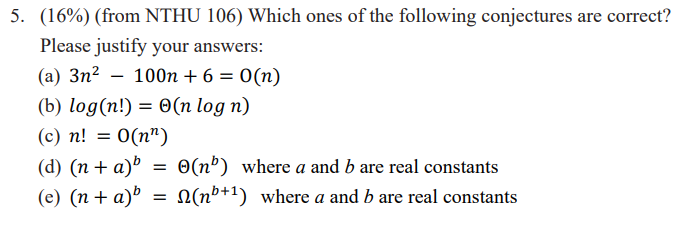 5. (16%) (from NTHU 106) Which ones of the following conjectures are correct?
Please justify your answers:
(a) 3n² − 100n + 6 = O(n)
(b) log(n!) = Θ(n log n)
(c) n! = O(nⁿ)
(d) (n + a)ᵇ = Θ(nᵇ) where a and b are real constants
(e) (n + a)ᵇ = Ω(nᵇ⁺¹) where a and b are real constants